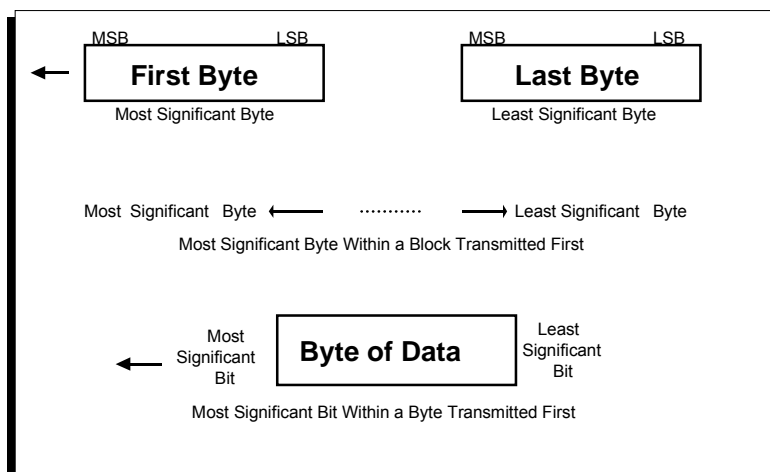 MSB LSB MSB LSB
First Byte Last Byte
Most Significant Byte Least Significant Byte
Most Significant Byte ........... Least Significant Byte
Most Significant Byte Within a Block Transmitted First
Most
Significant
Bit
Byte of Data
Least
Significant
Bit
Most Significant Bit Within a Byte Transmitted First